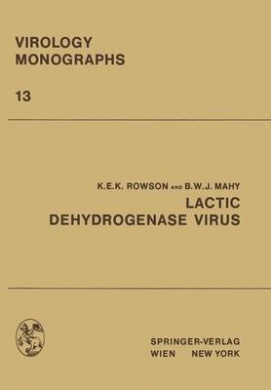 VIROLOGY
MONOGRAPHS
13
K.E.K. ROWSON AND B.W.J. MAHY
LACTIC
DEHYDROGENASE VIRUS
SPRINGER-VERLAG
WIEN NEW YORK